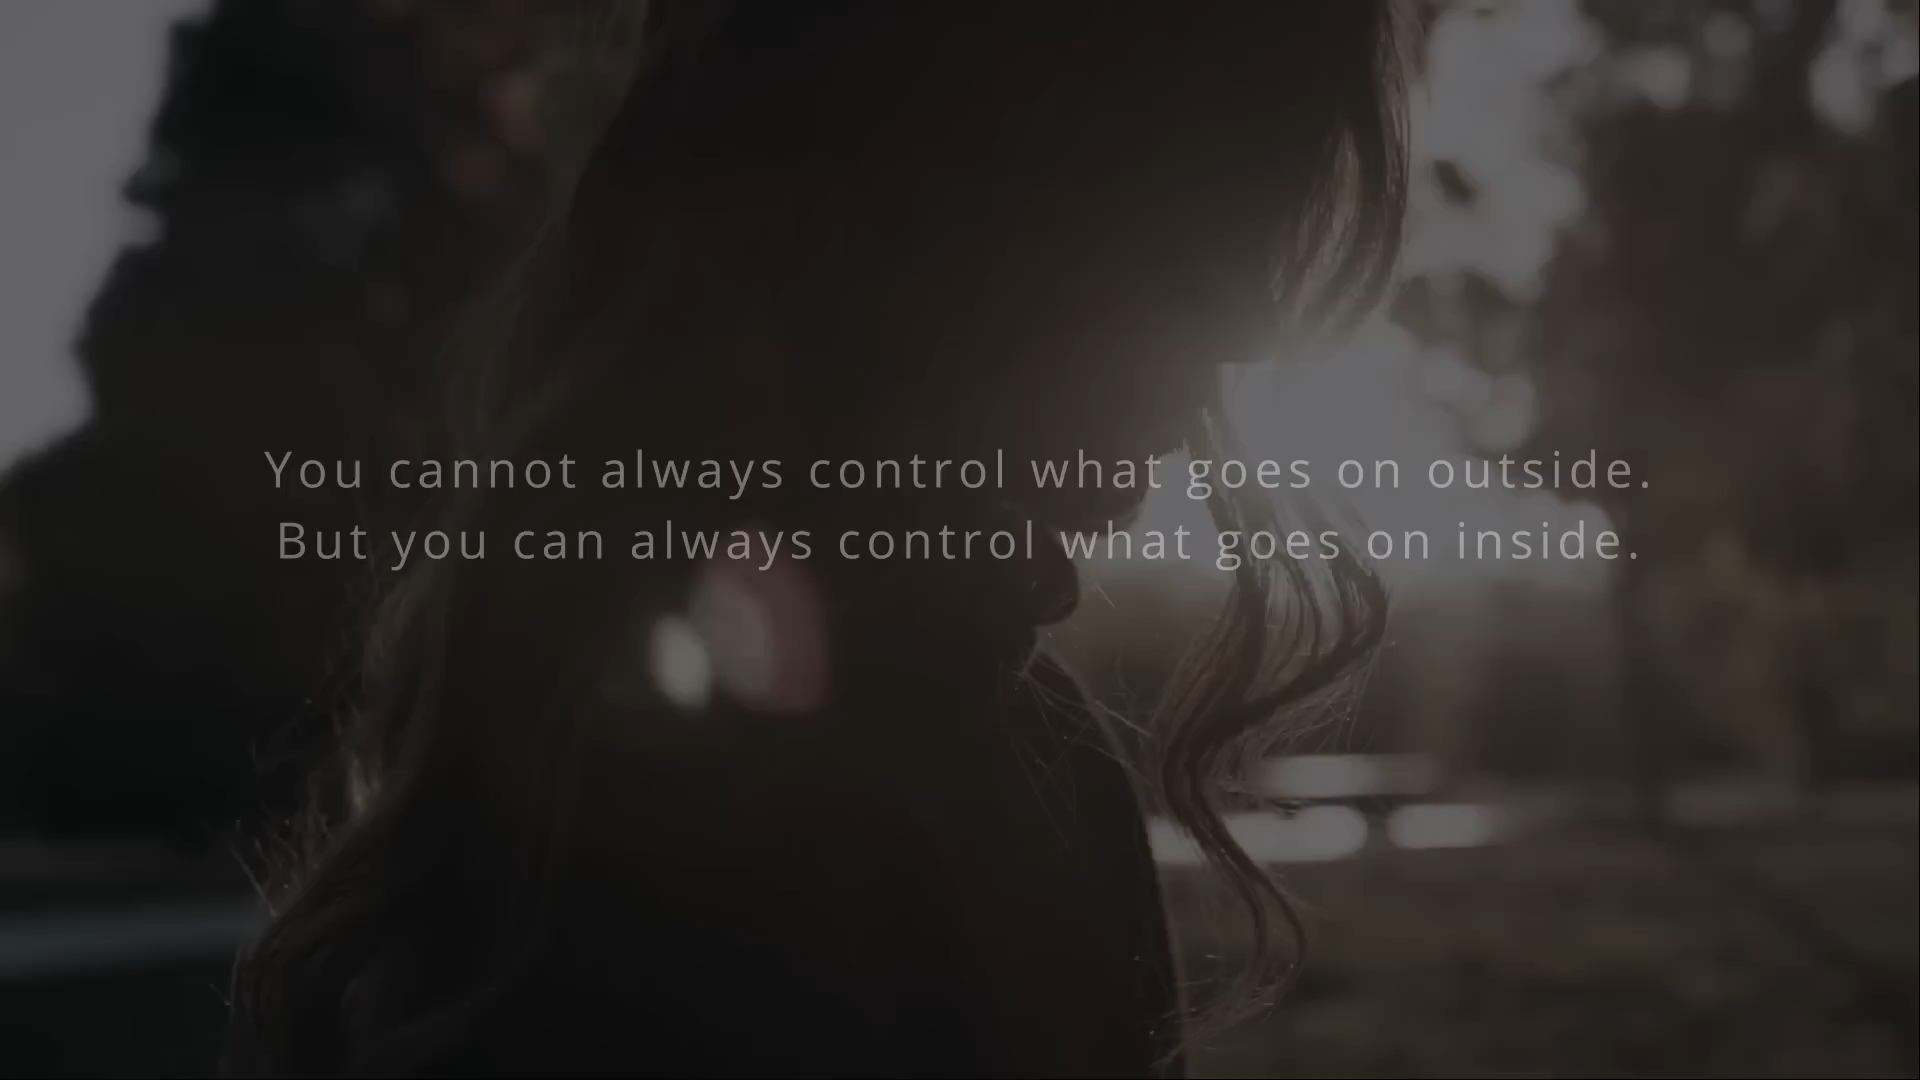 You cannot always control what goes on outside.
But you can always control what goes on inside.